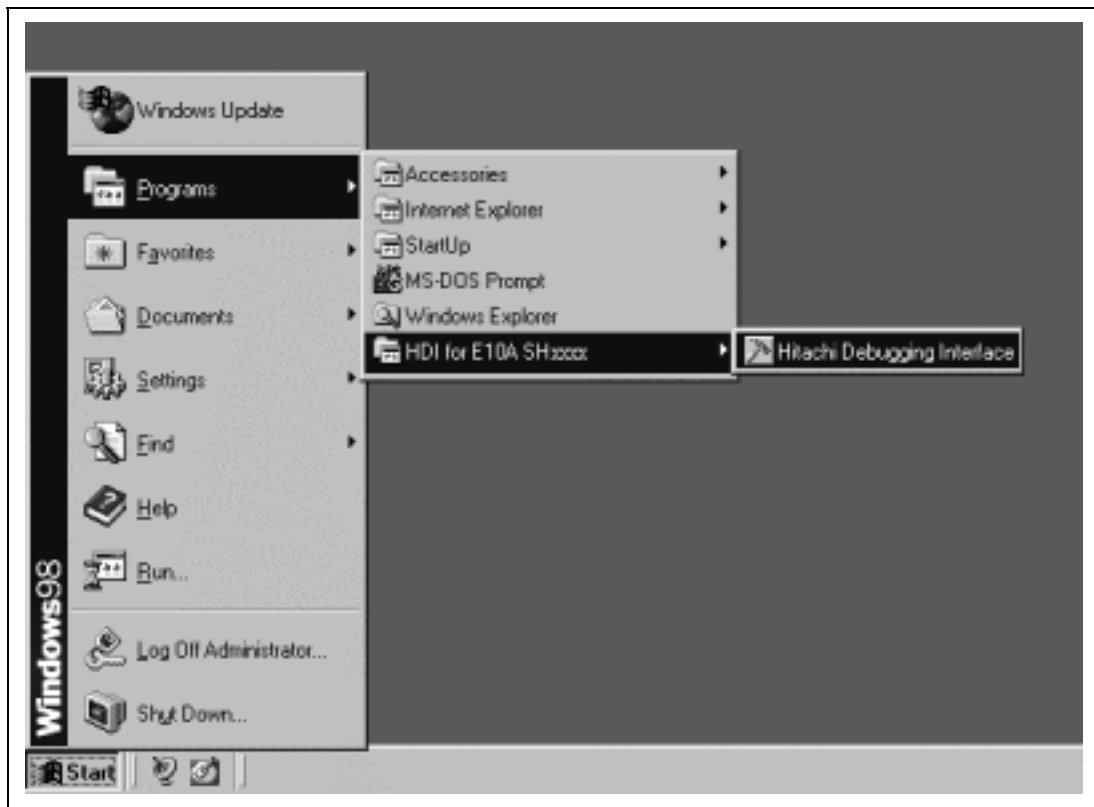 Windows Update
Programs
Favorites
Documents
Settings
Find
Help
Run...
Log Off Administrator...
Shut Down...
Windows98
Accessories
Internet Explorer
StartUp
MS-DOS Prompt
Windows Explorer
HDI for E10A SHxxxx
Hitachi Debugging Interface
Start